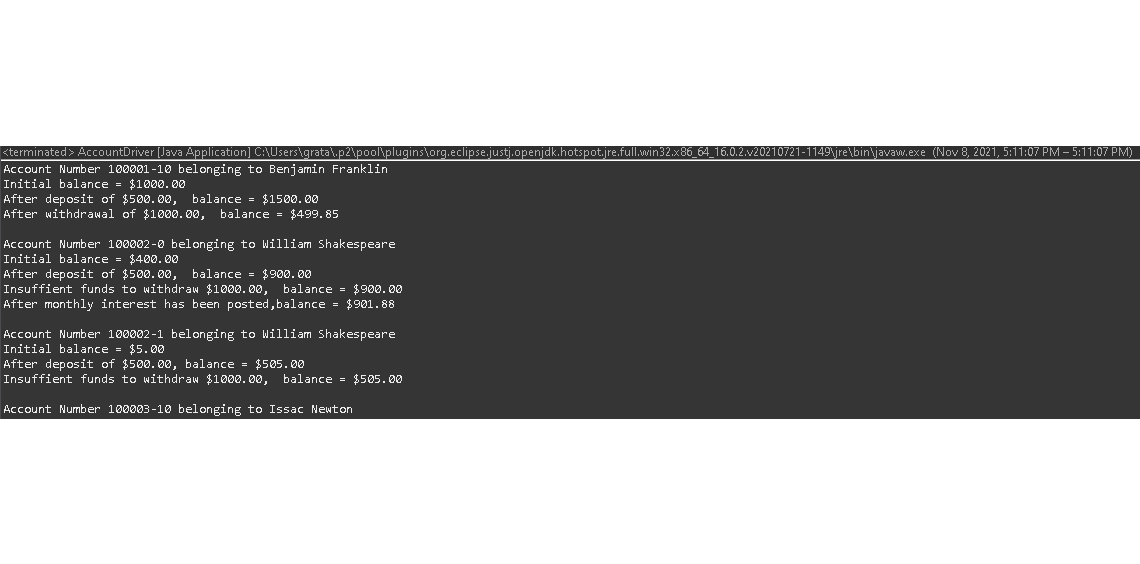 <terminated> AccountDriver [Java Application] C:\Users\grata\.p2\pool\plugins\org.eclipse.justj.openjdk.hotspot.jre.full.win32.x86_64_16.0.2.v20210721-1149\jre\bin\javaw.exe (Nov 8, 2021, 5:11:07 PM – 5:11:07 PM)
Account Number 100001-10 belonging to Benjamin Franklin
Initial balance = $1000.00
After deposit of $500.00,  balance = $1500.00
After withdrawal of $1000.00,  balance = $499.85
Account Number 100002-0 belonging to William Shakespeare
Initial balance = $400.00
After deposit of $500.00,  balance = $900.00
Insufficient funds to withdraw $1000.00,  balance = $900.00
After monthly interest has been posted,balance = $901.88
Account Number 100002-1 belonging to William Shakespeare
Initial balance = $5.00
After deposit of $500.00, balance = $505.00
Insuffient funds to withdraw $1000.00,  balance = $505.00
Account Number 100003-10 belonging to Issac Newton